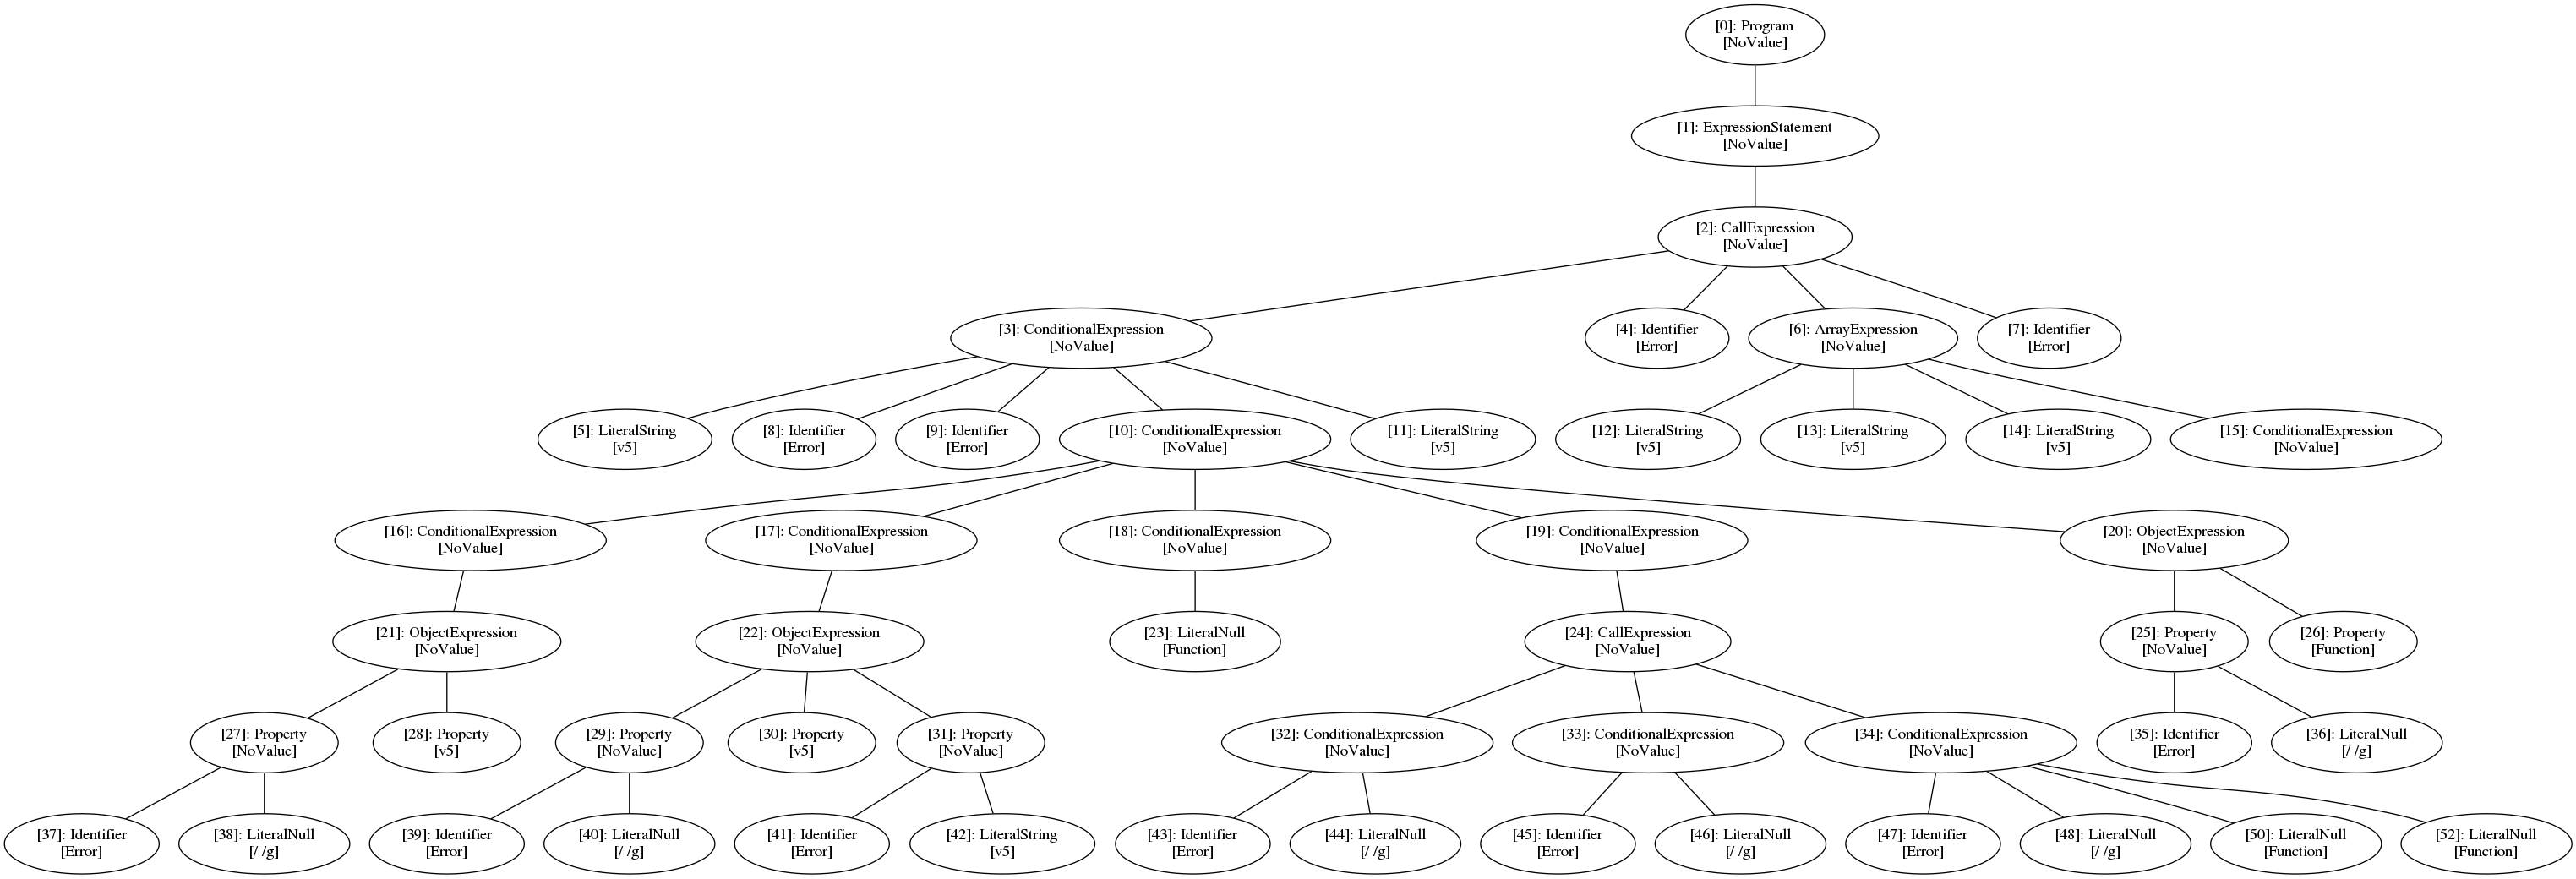 [0]: Program
[NoValue]
[1]: ExpressionStatement
[NoValue]
[2]: CallExpression
[NoValue]
[3]: ConditionalExpression
[NoValue]
[4]: Identifier
[Error]
[6]: ArrayExpression
[NoValue]
[7]: Identifier
[Error]
[5]: LiteralString
[v5]
[8]: Identifier
[Error]
[9]: Identifier
[Error]
[10]: ConditionalExpression
[NoValue]
[11]: LiteralString
[v5]
[12]: LiteralString
[v5]
[13]: LiteralString
[v5]
[14]: LiteralString
[v5]
[15]: ConditionalExpression
[NoValue]
[16]: ConditionalExpression
[NoValue]
[17]: ConditionalExpression
[NoValue]
[18]: ConditionalExpression
[NoValue]
[19]: ConditionalExpression
[NoValue]
[20]: ObjectExpression
[NoValue]
[21]: ObjectExpression
[NoValue]
[22]: ObjectExpression
[NoValue]
[23]: LiteralNull
[Function]
[24]: CallExpression
[NoValue]
[25]: Property
[NoValue]
[26]: Property
[Function]
[27]: Property
[NoValue]
[28]: Property
[v5]
[29]: Property
[NoValue]
[30]: Property
[v5]
[31]: Property
[NoValue]
[32]: ConditionalExpression
[NoValue]
[33]: ConditionalExpression
[NoValue]
[34]: ConditionalExpression
[NoValue]
[35]: Identifier
[Error]
[36]: LiteralNull
[/ /g]
[37]: Identifier
[Error]
[38]: LiteralNull
[/ /g]
[39]: Identifier
[Error]
[40]: LiteralNull
[/ /g]
[41]: Identifier
[Error]
[42]: LiteralString
[v5]
[43]: Identifier
[Error]
[44]: LiteralNull
[/ /g]
[45]: Identifier
[Error]
[46]: LiteralNull
[/ /g]
[47]: Identifier
[Error]
[48]: LiteralNull
[/ /g]
[50]: LiteralNull
[Function]
[52]: LiteralNull
[Function]